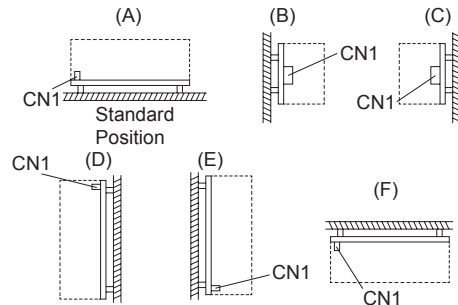 (A)
CN1
Standard
Position
(B)
CN1
(C)
CN1
(D)
CN1
(E)
CN1
(F)
CN1